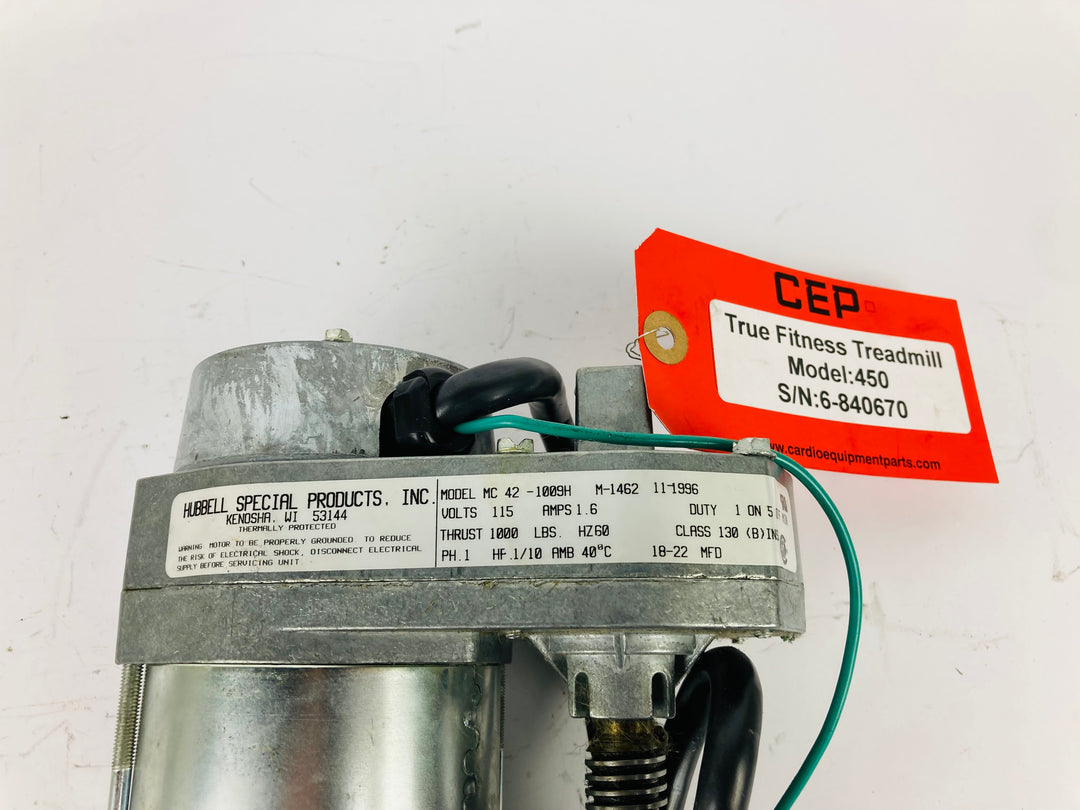 CEP
True Fitness Treadmill
Model:450
S/N:6-840670
www.cardioequipmentparts.com
HUBBELL SPECIAL PRODUCTS, INC.
KENOSHA, WI 53144
THERMALLY PROTECTED
WARNING MOTOR TO BE PROPERLY GROUNDED TO REDUCE
THE RISK OF ELECTRICAL SHOCK, DISCONNECT ELECTRICAL
SUPPLY BEFORE SERVICING UNIT.
MODEL MC 42 -1009H M-1462 11-1996
VOLTS 115 AMPS 1.6 DUTY 1 ON 5
THRUST 1000 LBS. HZ60 CLASS 130 (B) INS
PH.1 HF.1/10 AMB 40°C 18-22 MFD